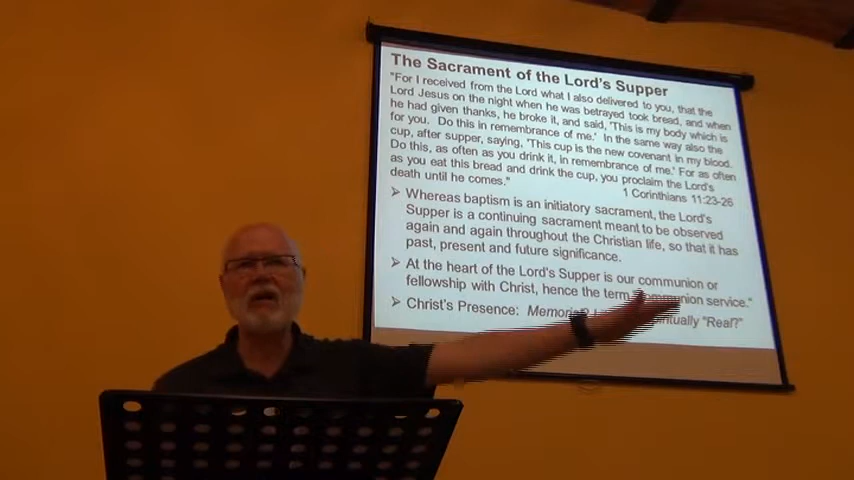 The Sacrament of the Lord's Supper
"For I received from the Lord what I also delivered to you, that the
Lord Jesus on the night when he was betrayed took bread, and when
he had given thanks, he broke it, and said, 'This is my body which is
for you. Do this in remembrance of me.' In the same way also the
cup, after supper, saying, 'This cup is the new covenant in my blood.
Do this, as often as you drink it, in remembrance of me.' For as often
as you eat this bread and drink the cup, you proclaim the Lord's
death until he comes."
1 Corinthians 11:23-26
➢ Whereas baptism is an initiatory sacrament, the Lord's
Supper is a continuing sacrament meant to be observed
again and again throughout the Christian life, so that it has
past, present and future significance.
➢ At the heart of the Lord's Supper is our communion or
fellowship with Christ, hence the term "communion service."
➢ Christ's Presence: "Real?"